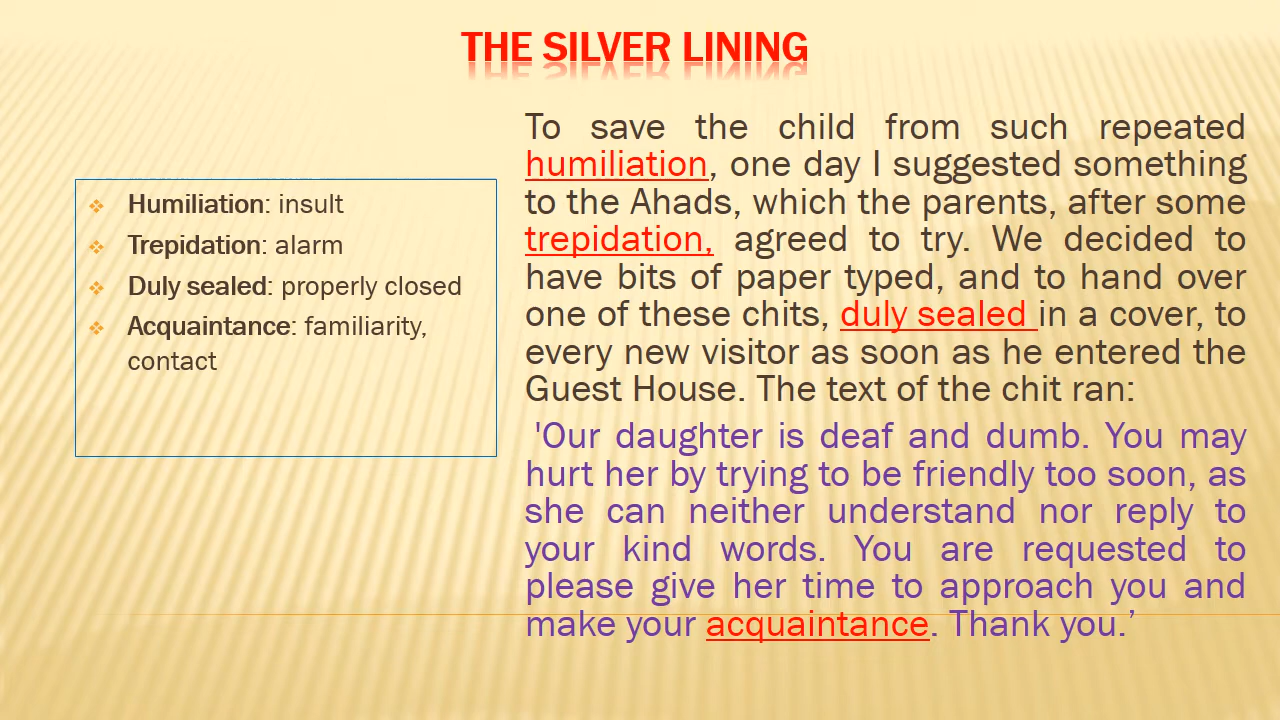 THE SILVER LINING
❖ Humiliation: insult
❖ Trepidation: alarm
❖ Duly sealed: properly closed
❖ Acquaintance: familiarity,
contact
To save the child from such repeated
humiliation, one day I suggested something
to the Ahads, which the parents, after some
trepidation, agreed to try. We decided to
have bits of paper typed, and to hand over
one of these chits, duly sealed in a cover, to
every new visitor as soon as he entered the
Guest House. The text of the chit ran:
'Our daughter is deaf and dumb. You may
hurt her by trying to be friendly too soon, as
she can neither understand nor reply to
your kind words. You are requested to
please give her time to approach you and
make your acquaintance. Thank you.’